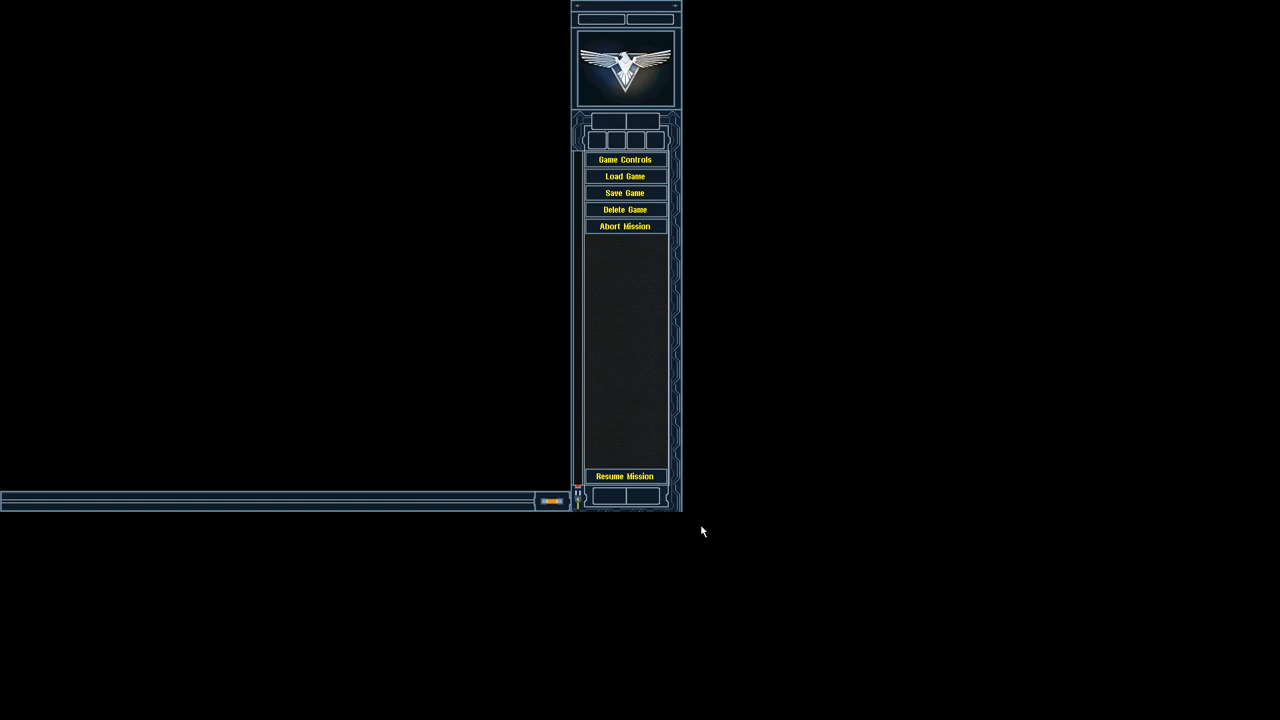 Game Controls
Load Game
Save Game
Delete Game
Abort Mission
Resume Mission